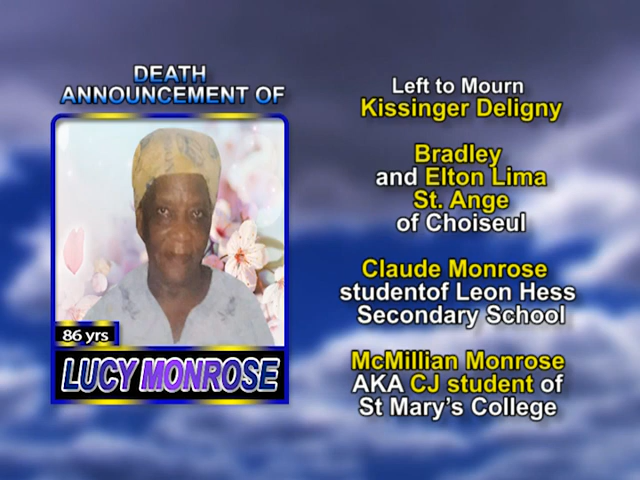 DEATH
ANNOUNCEMENT OF
86 yrs
LUCY MONROSE
Left to Mourn
Kissinger Deligny
Bradley
and Elton Lima
St. Ange
of Choiseul
Claude Monrose
studentof Leon Hess
Secondary School
McMillian Monrose
AKA CJ student of
St Mary's College